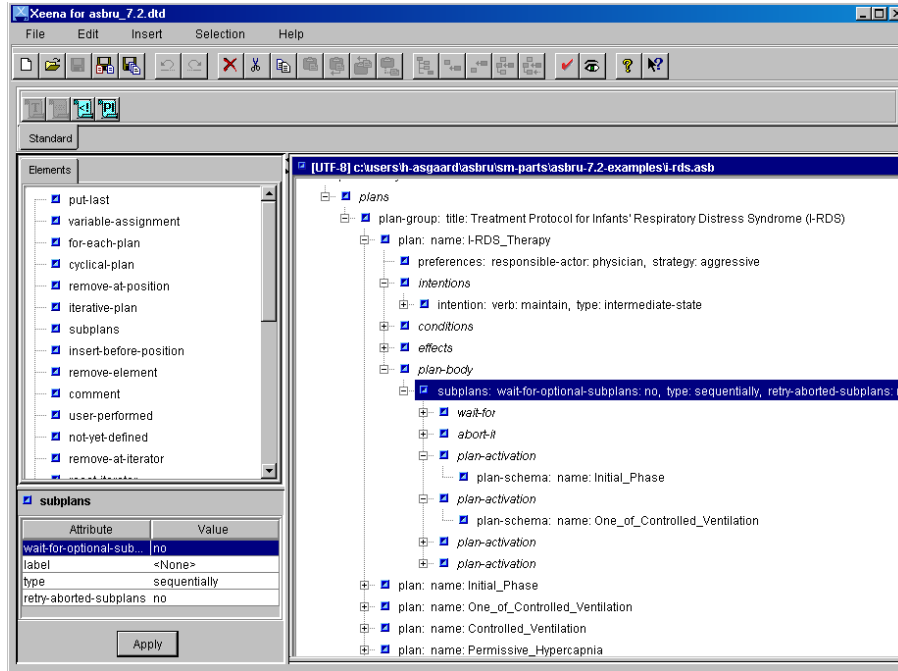 Xeena for asbru_7.2.dtd
File Edit Insert Selection Help
Standard
Elements
put-last
variable-assignment
for-each-plan
cyclical-plan
remove-at-position
iterative-plan
subplans
insert-before-position
remove-element
comment
user-performed
not-yet-defined
remove-at-iterator
subplans
Attribute Value
wait-for-optional-sub... no
label <None>
type sequentially
retry-aborted-subplans no
Apply
[UTF-8] c:\users\h-asgaard\asbru\sm-parts\asbru-7.2-examples\i-rds.asb
plans
plan-group: title: Treatment Protocol for Infants' Respiratory Distress Syndrome (I-RDS)
plan: name: I-RDS_Therapy
preferences: responsible-actor: physician, strategy: aggressive
intentions
intention: verb: maintain, type: intermediate-state
conditions
effects
plan-body
subplans: wait-for-optional-subplans: no, type: sequentially, retry-aborted-subplans:
wait-for
abort-if
plan-activation
plan-schema: name: Initial_Phase
plan-activation
plan-schema: name: One_of_Controlled_Ventilation
plan-activation
plan-activation
plan: name: Initial_Phase
plan: name: One_of_Controlled_Ventilation
plan: name: Controlled_Ventilation
plan: name: Permissive_Hypercapnia